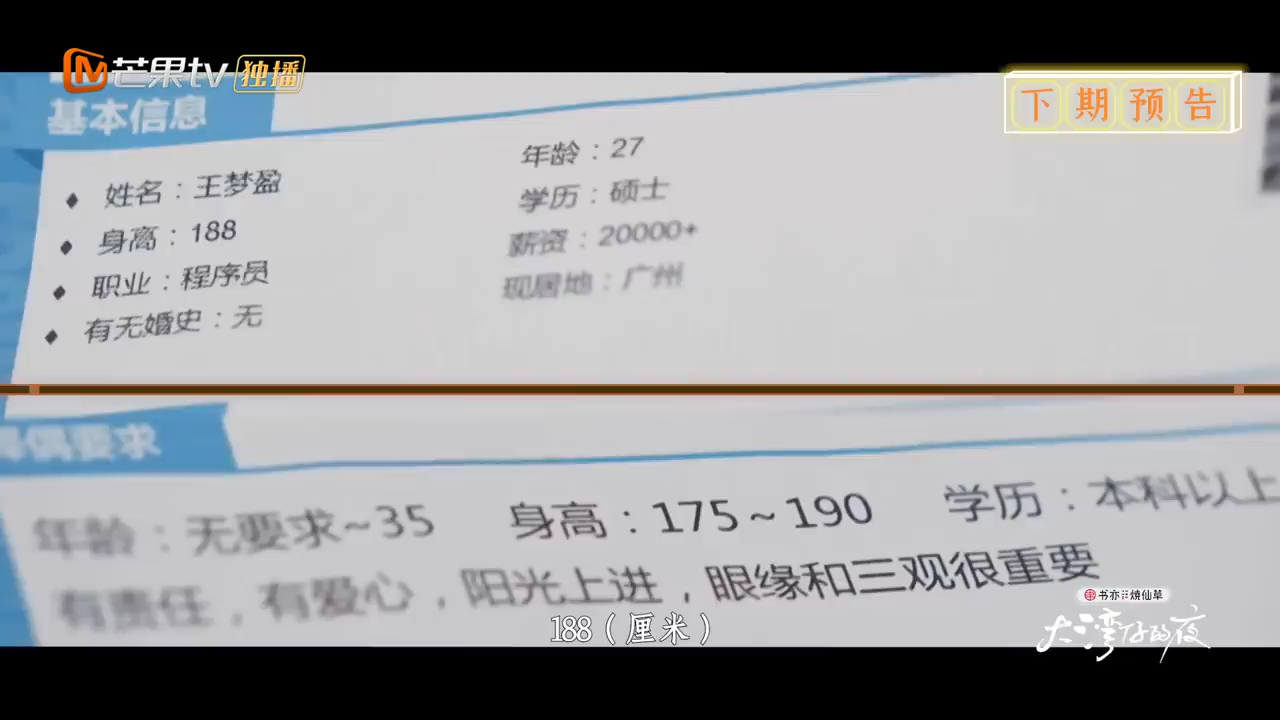 芒果tv 独播
下期预告
基本信息
姓名：王梦盈
年龄：27
身高：188
学历：硕士
职业：程序员
薪资：20000+
有无婚史：无
现居地：广州
择偶要求
年龄：无要求~35 身高：175~190 学历：本科以上
有责任，有爱心，阳光上进，眼缘和三观很重要
188（厘米）
书亦烧仙草
大湾仔的夜